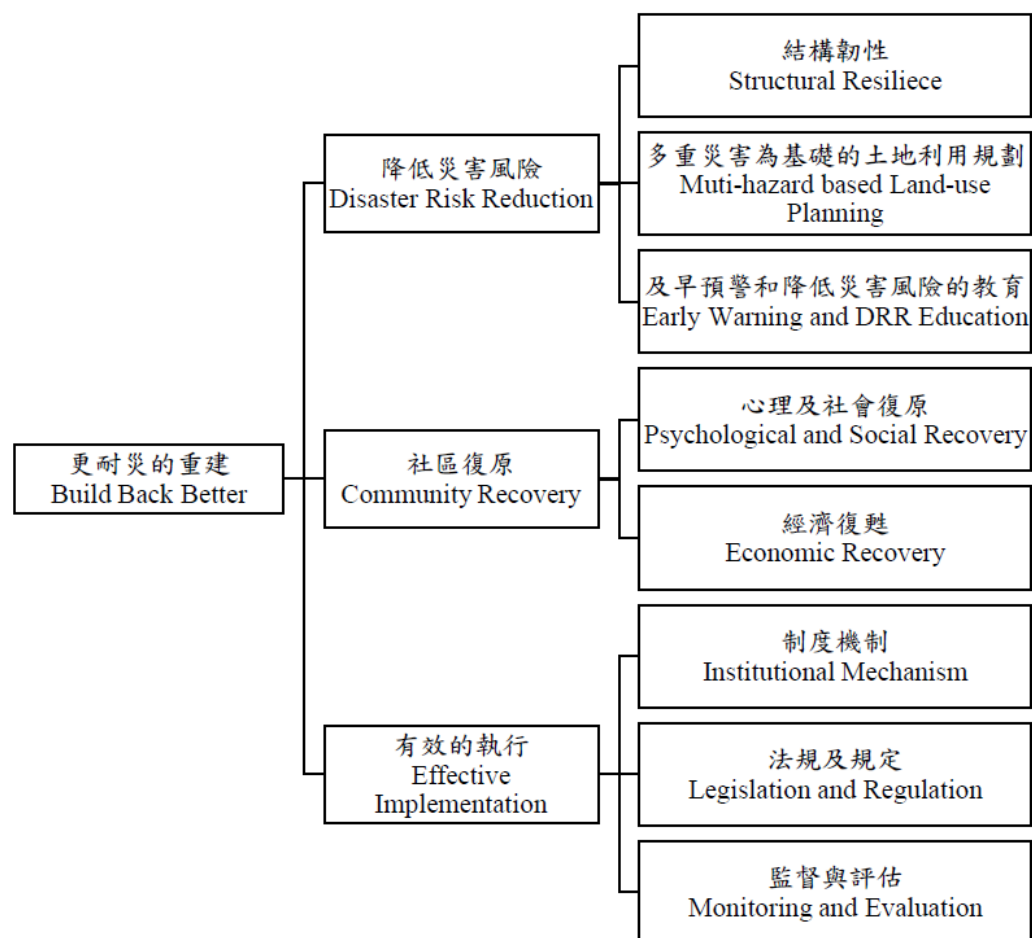 更耐災的重建
Build Back Better
降低災害風險
Disaster Risk Reduction
結構韌性
Structural Resiliece
多重災害為基礎的土地利用規劃
Muti-hazard based Land-use
Planning
及早預警和降低災害風險的教育
Early Warning and DRR Education
社區復原
Community Recovery
心理及社會復原
Psychological and Social Recovery
經濟復甦
Economic Recovery
有效的執行
Effective
Implementation
制度機制
Institutional Mechanism
法規及規定
Legislation and Regulation
監督與評估
Monitoring and Evaluation